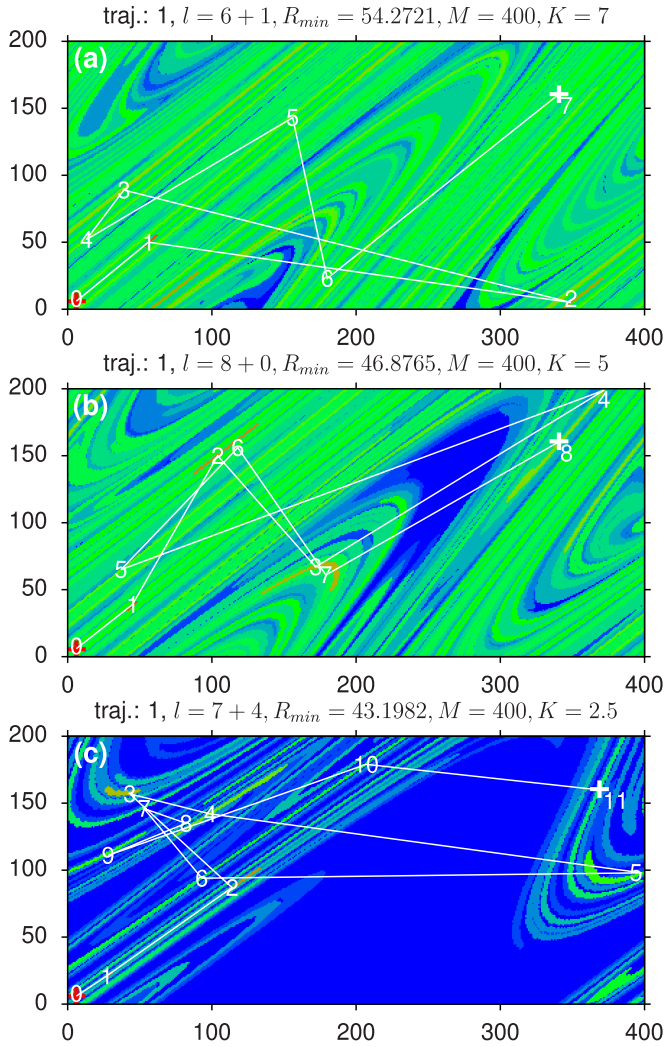 traj.: 1, l = 6 + 1, R_min = 54.2721, M = 400, K = 7
(a)
200
150
100
50
0
0 1 2 3 4 5 6 7
0 100 200 300 400
traj.: 1, l = 8 + 0, R_min = 46.8765, M = 400, K = 5
(b)
200
150
100
50
0
0 1 2 3 4 5 6 7 8
0 100 200 300 400
traj.: 1, l = 7 + 4, R_min = 43.1982, M = 400, K = 2.5
(c)
200
150
100
50
0
0 1 2 3 4 5 6 7 8 9 10 11
0 100 200 300 400